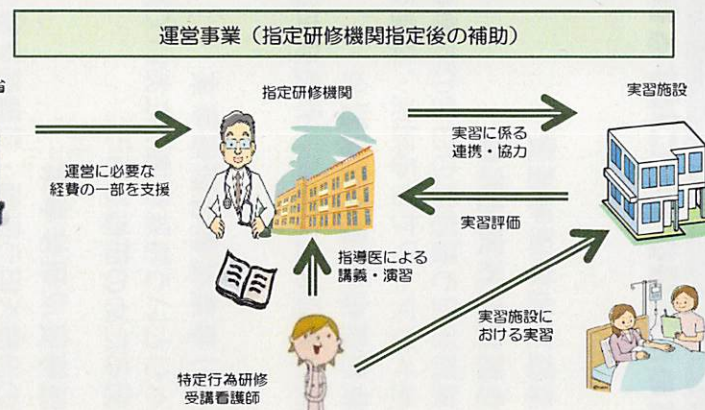 運営事業（指定研修機関指定後の補助）
指定研修機関
実習施設
実習に係る
連携・協力
運営に必要な
経費の一部を支援
実習評価
指導医による
講義・演習
実習施設に
おける実習
特定行為研修
受講看護師